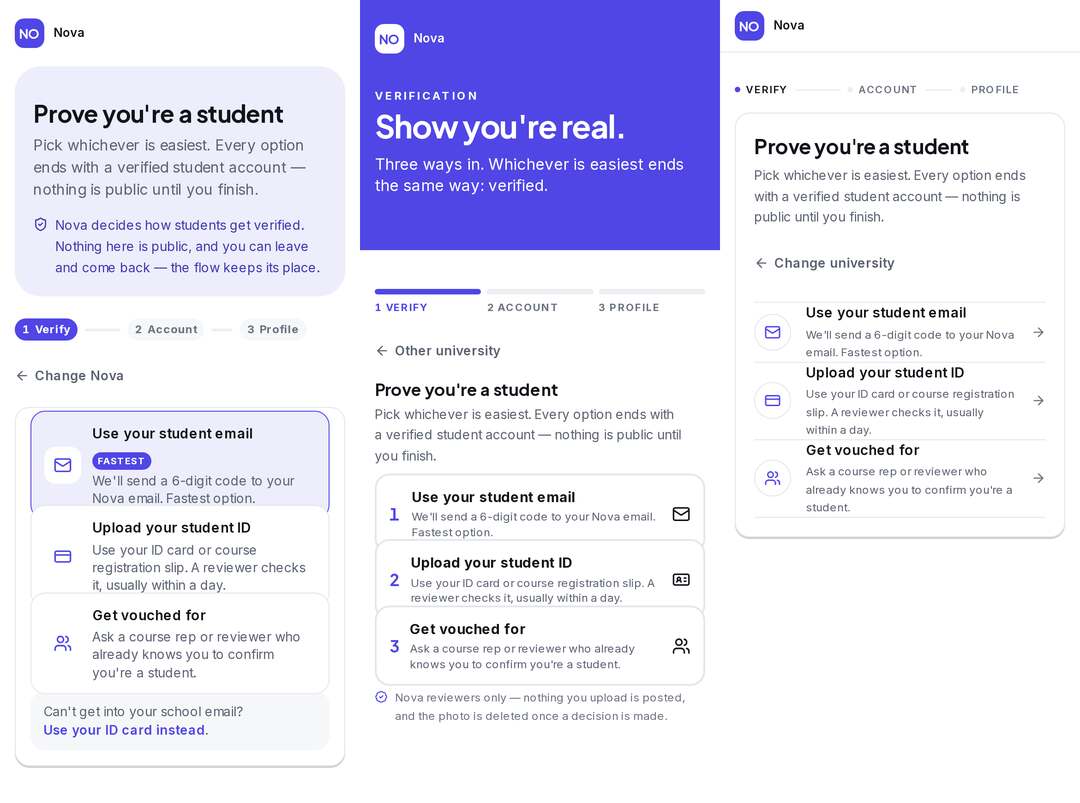 NO Nova
Prove you're a student
Pick whichever is easiest. Every option
ends with a verified student account —
nothing is public until you finish.
Nova decides how students get verified.
Nothing here is public, and you can leave
and come back — the flow keeps its place.
1 Verify 2 Account 3 Profile
Change Nova
Use your student email
FASTEST
We'll send a 6-digit code to your
Nova email. Fastest option.
Upload your student ID
Use your ID card or course
registration slip. A reviewer checks
it, usually within a day.
Get vouched for
Ask a course rep or reviewer who
already knows you to confirm
you're a student.
Can't get into your school email?
Use your ID card instead.
NO Nova
VERIFICATION
Show you're real.
Three ways in. Whichever is easiest ends
the same way: verified.
1 VERIFY 2 ACCOUNT 3 PROFILE
Other university
Prove you're a student
Pick whichever is easiest. Every option ends with
a verified student account — nothing is public until
you finish.
1
Use your student email
We'll send a 6-digit code to your Nova email.
Fastest option.
2
Upload your student ID
Use your ID card or course registration slip. A
reviewer checks it, usually within a day.
3
Get vouched for
Ask a course rep or reviewer who already
knows you to confirm you're a student.
Nova reviewers only — nothing you upload is posted,
and the photo is deleted once a decision is made.
NO Nova
VERIFY ACCOUNT PROFILE
Prove you're a student
Pick whichever is easiest. Every option ends
with a verified student account — nothing is
public until you finish.
Change university
Use your student email
We'll send a 6-digit code to your Nova
email. Fastest option.
Upload your student ID
Use your ID card or course registration
slip. A reviewer checks it, usually
within a day.
Get vouched for
Ask a course rep or reviewer who
already knows you to confirm you're a
student.